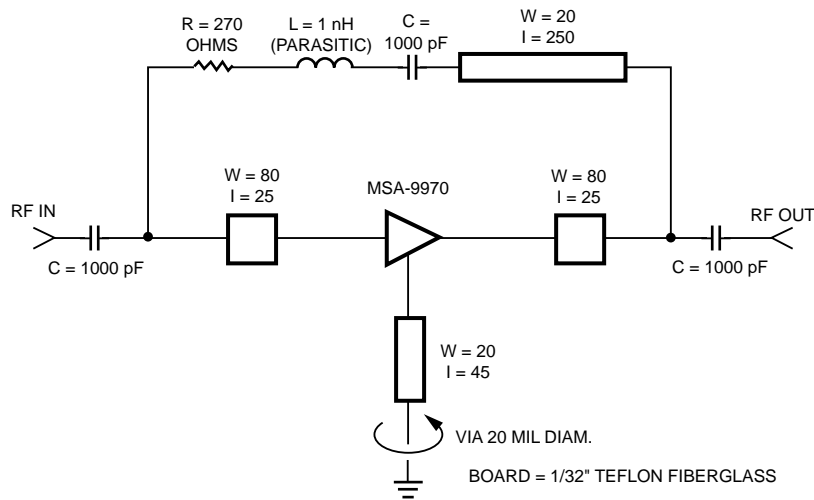 R = 270
OHMS
L = 1 nH
(PARASITIC)
C =
1000 pF
W = 20
l = 250
W = 80
l = 25
MSA-9970
W = 80
l = 25
RF IN
RF OUT
C = 1000 pF
C = 1000 pF
W = 20
l = 45
VIA 20 MIL DIAM.
BOARD = 1/32" TEFLON FIBERGLASS